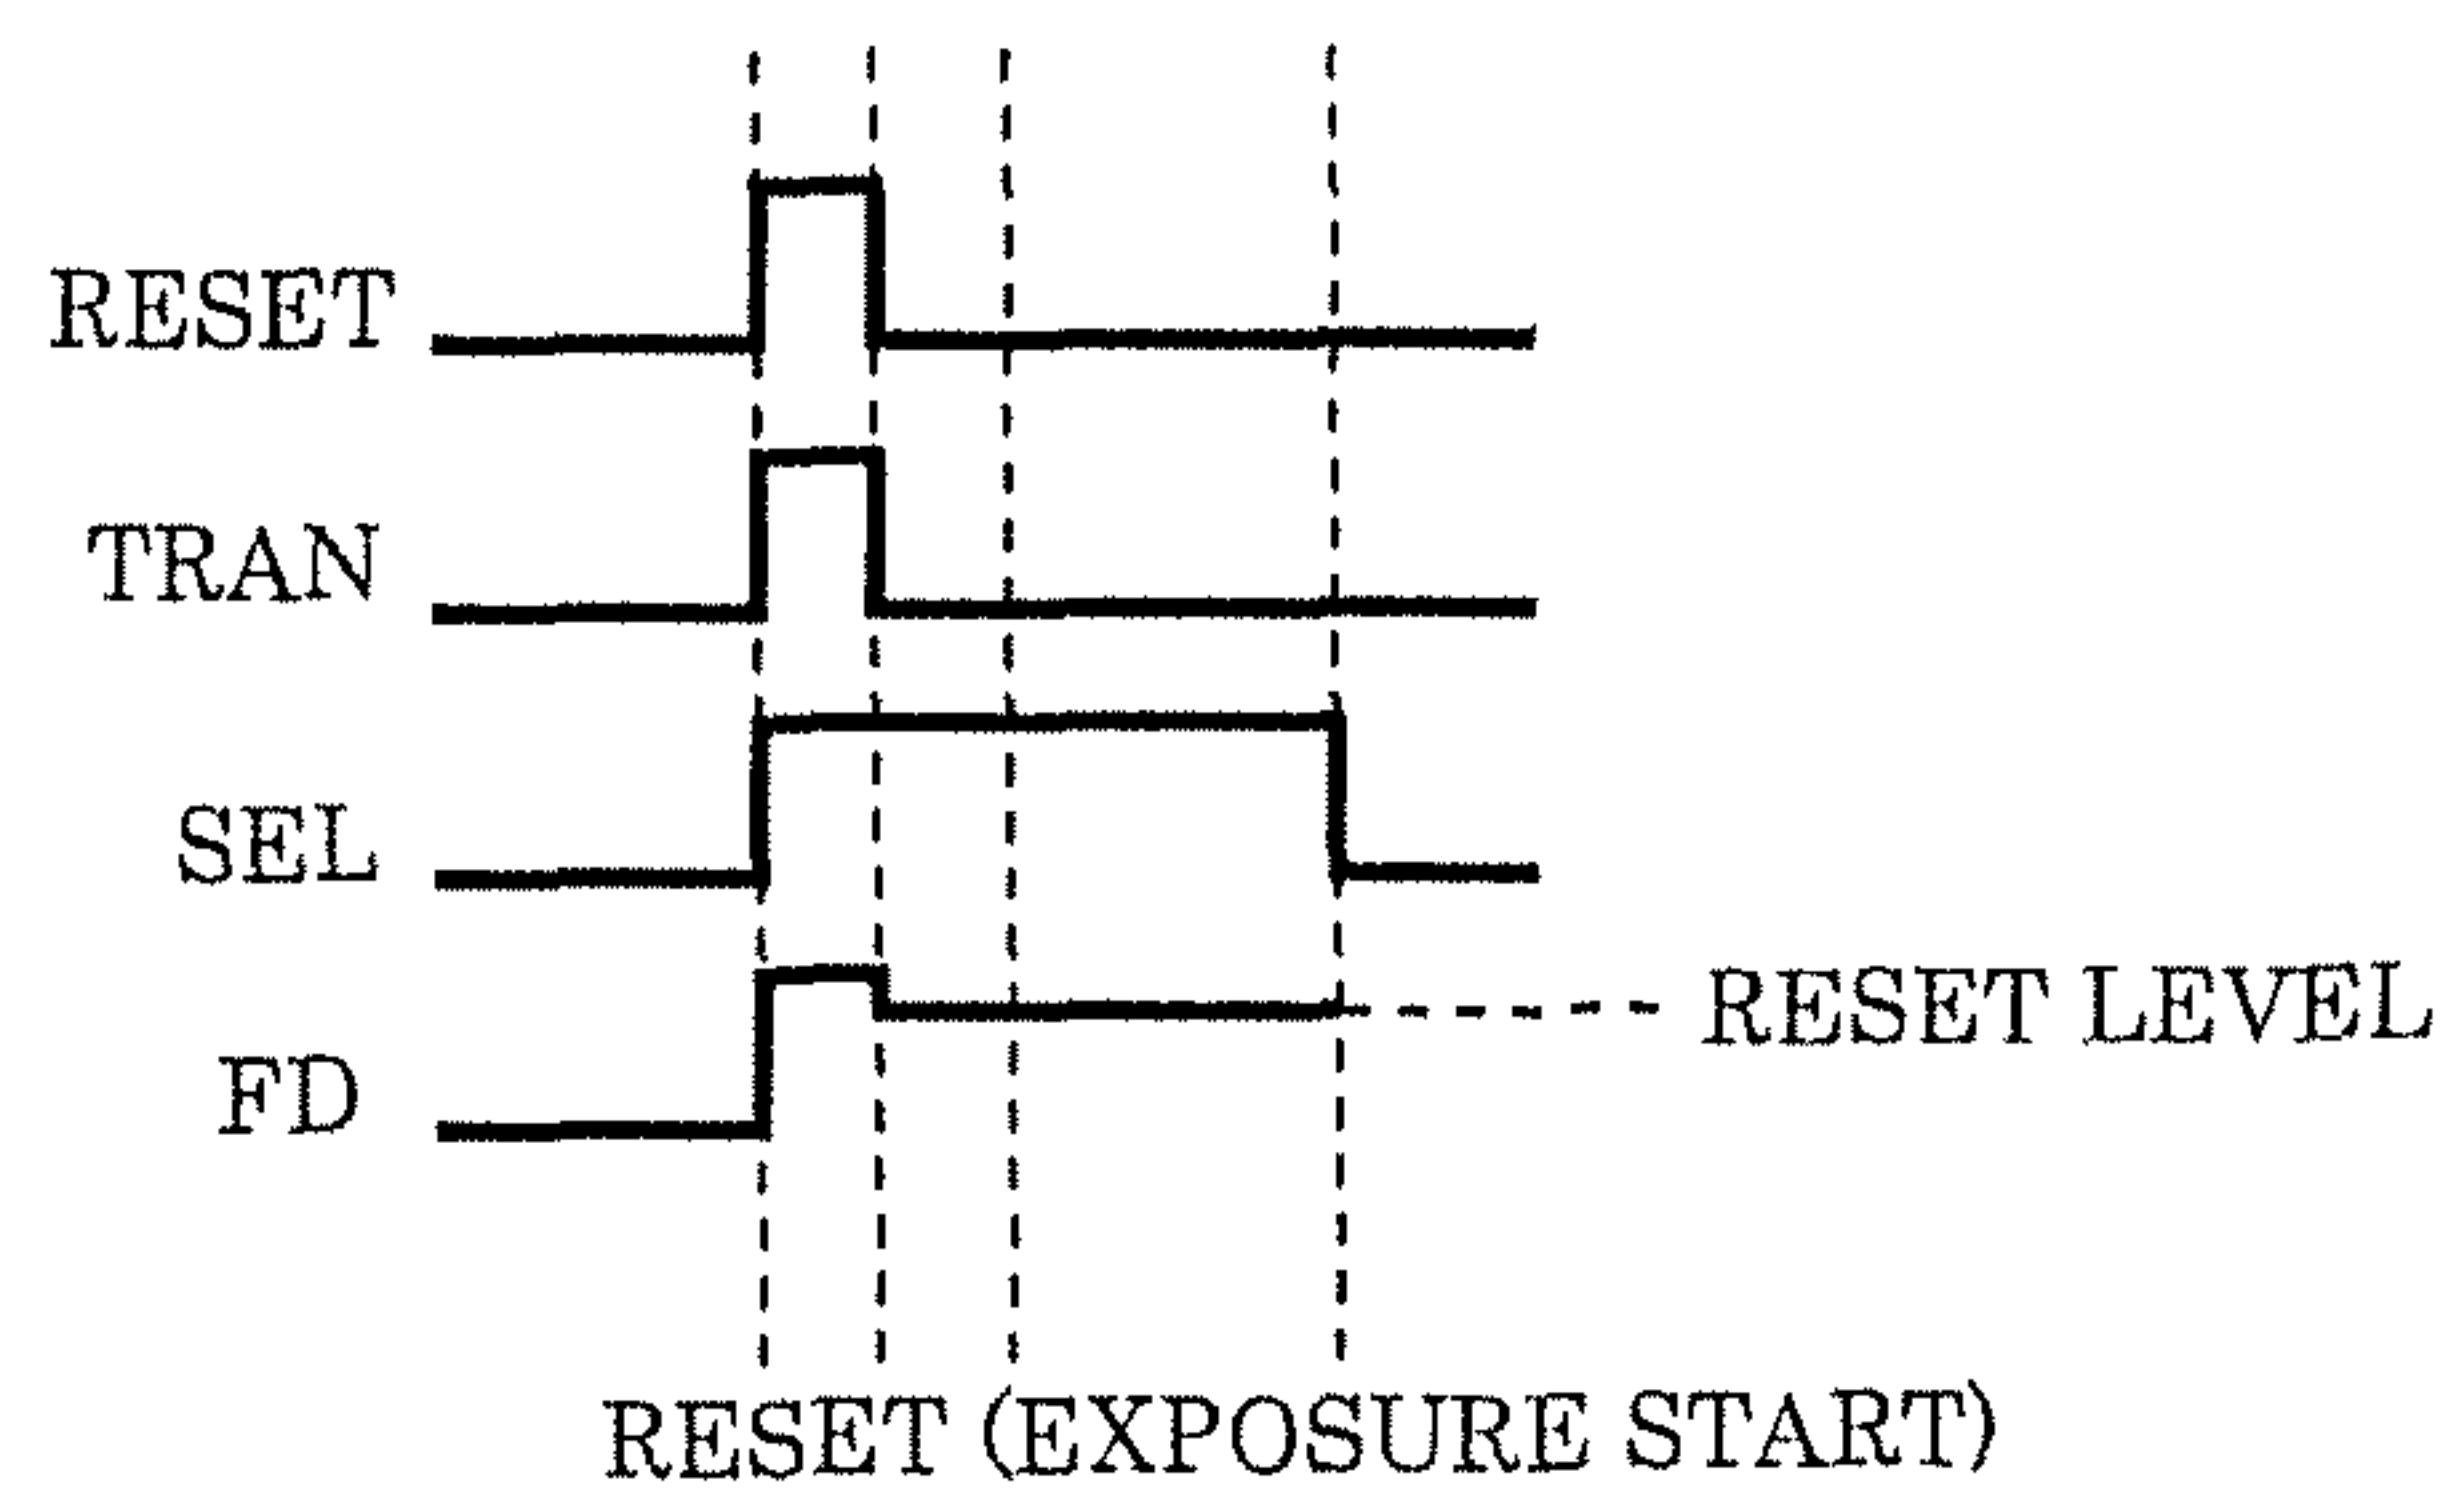 RESET
TRAN
SEL
FD
RESET LEVEL
RESET (EXPOSURE START)